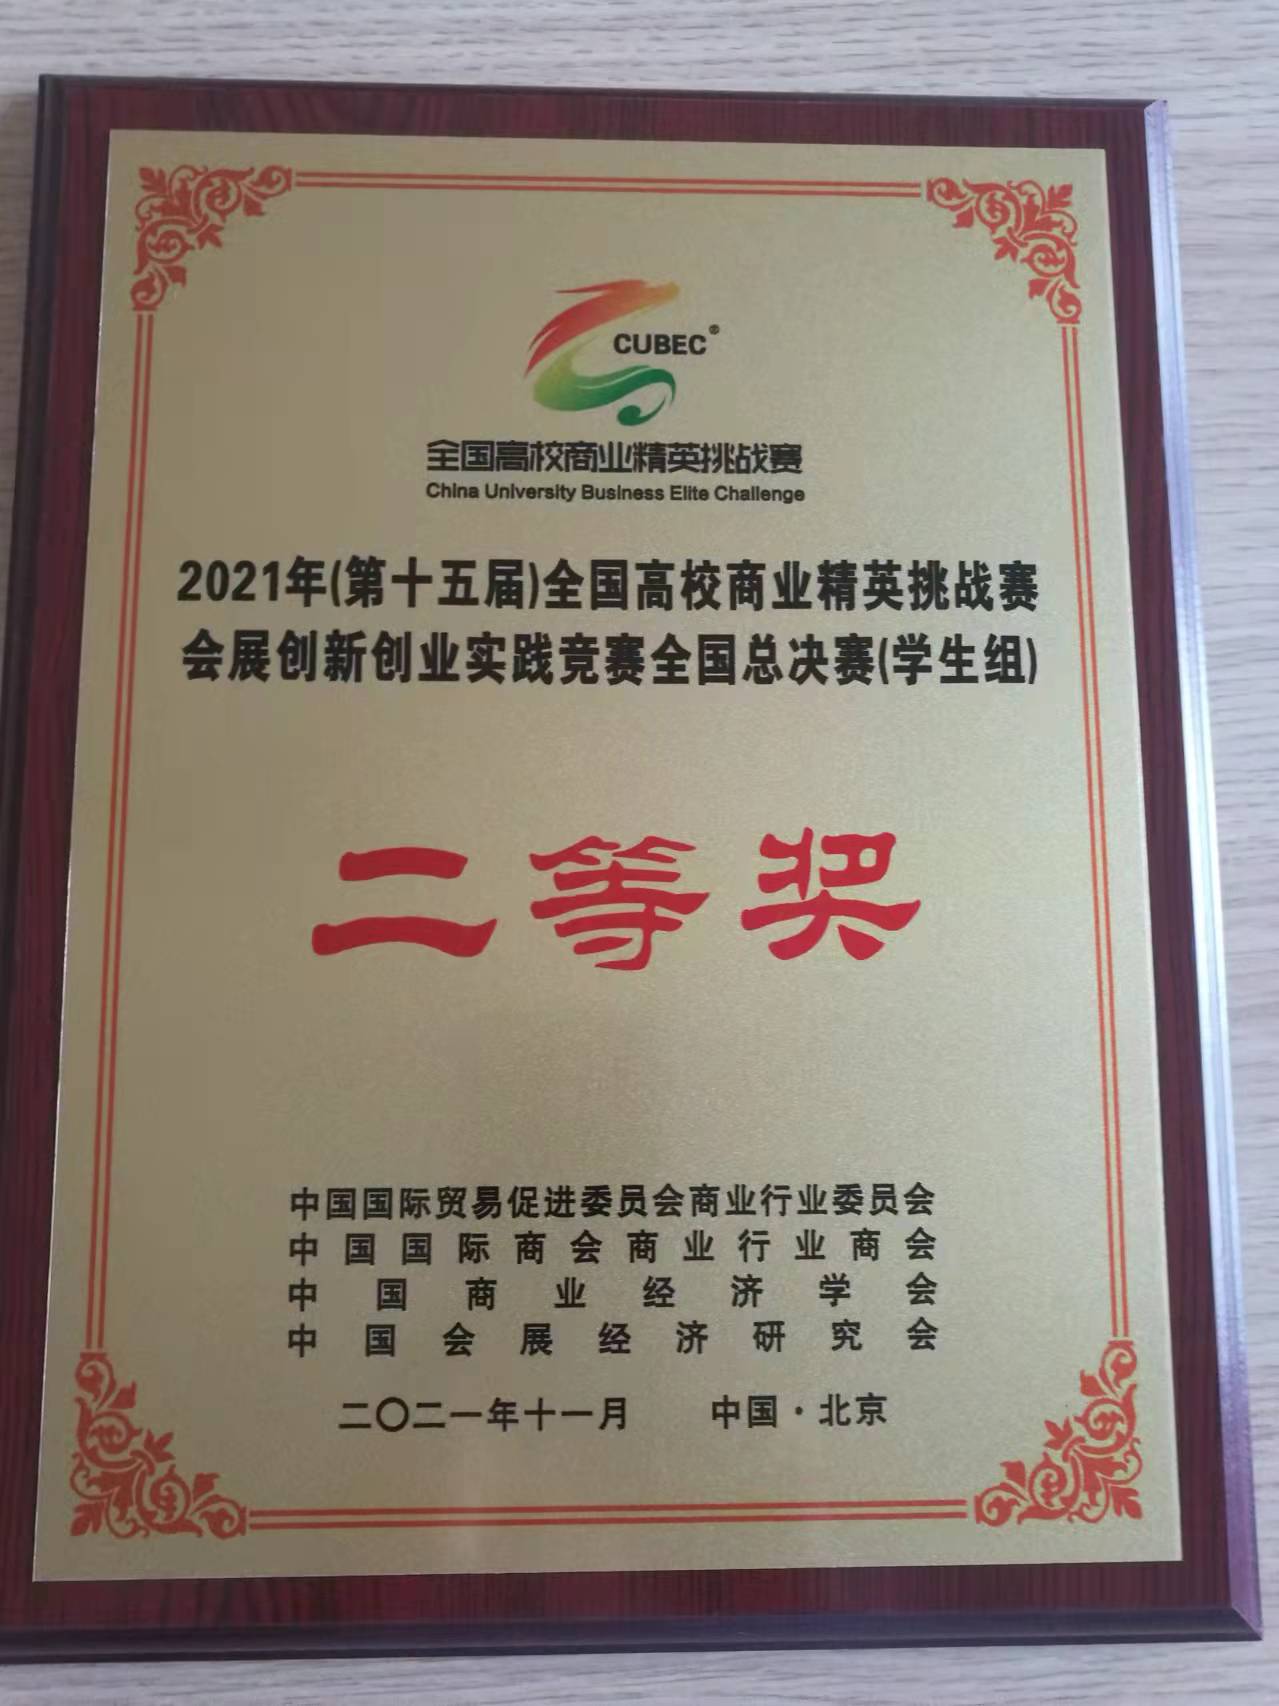 CUBEC®
全国高校商业精英挑战赛
China University Business Elite Challenge
2021年(第十五届)全国高校商业精英挑战赛
会展创新创业实践竞赛全国总决赛(学生组)
二等奖
中国国际贸易促进委员会商业行业委员会
中国国际商会商业行业商会
中国商业经济学会
中国会展经济研究会
二〇二一年十一月 中国·北京